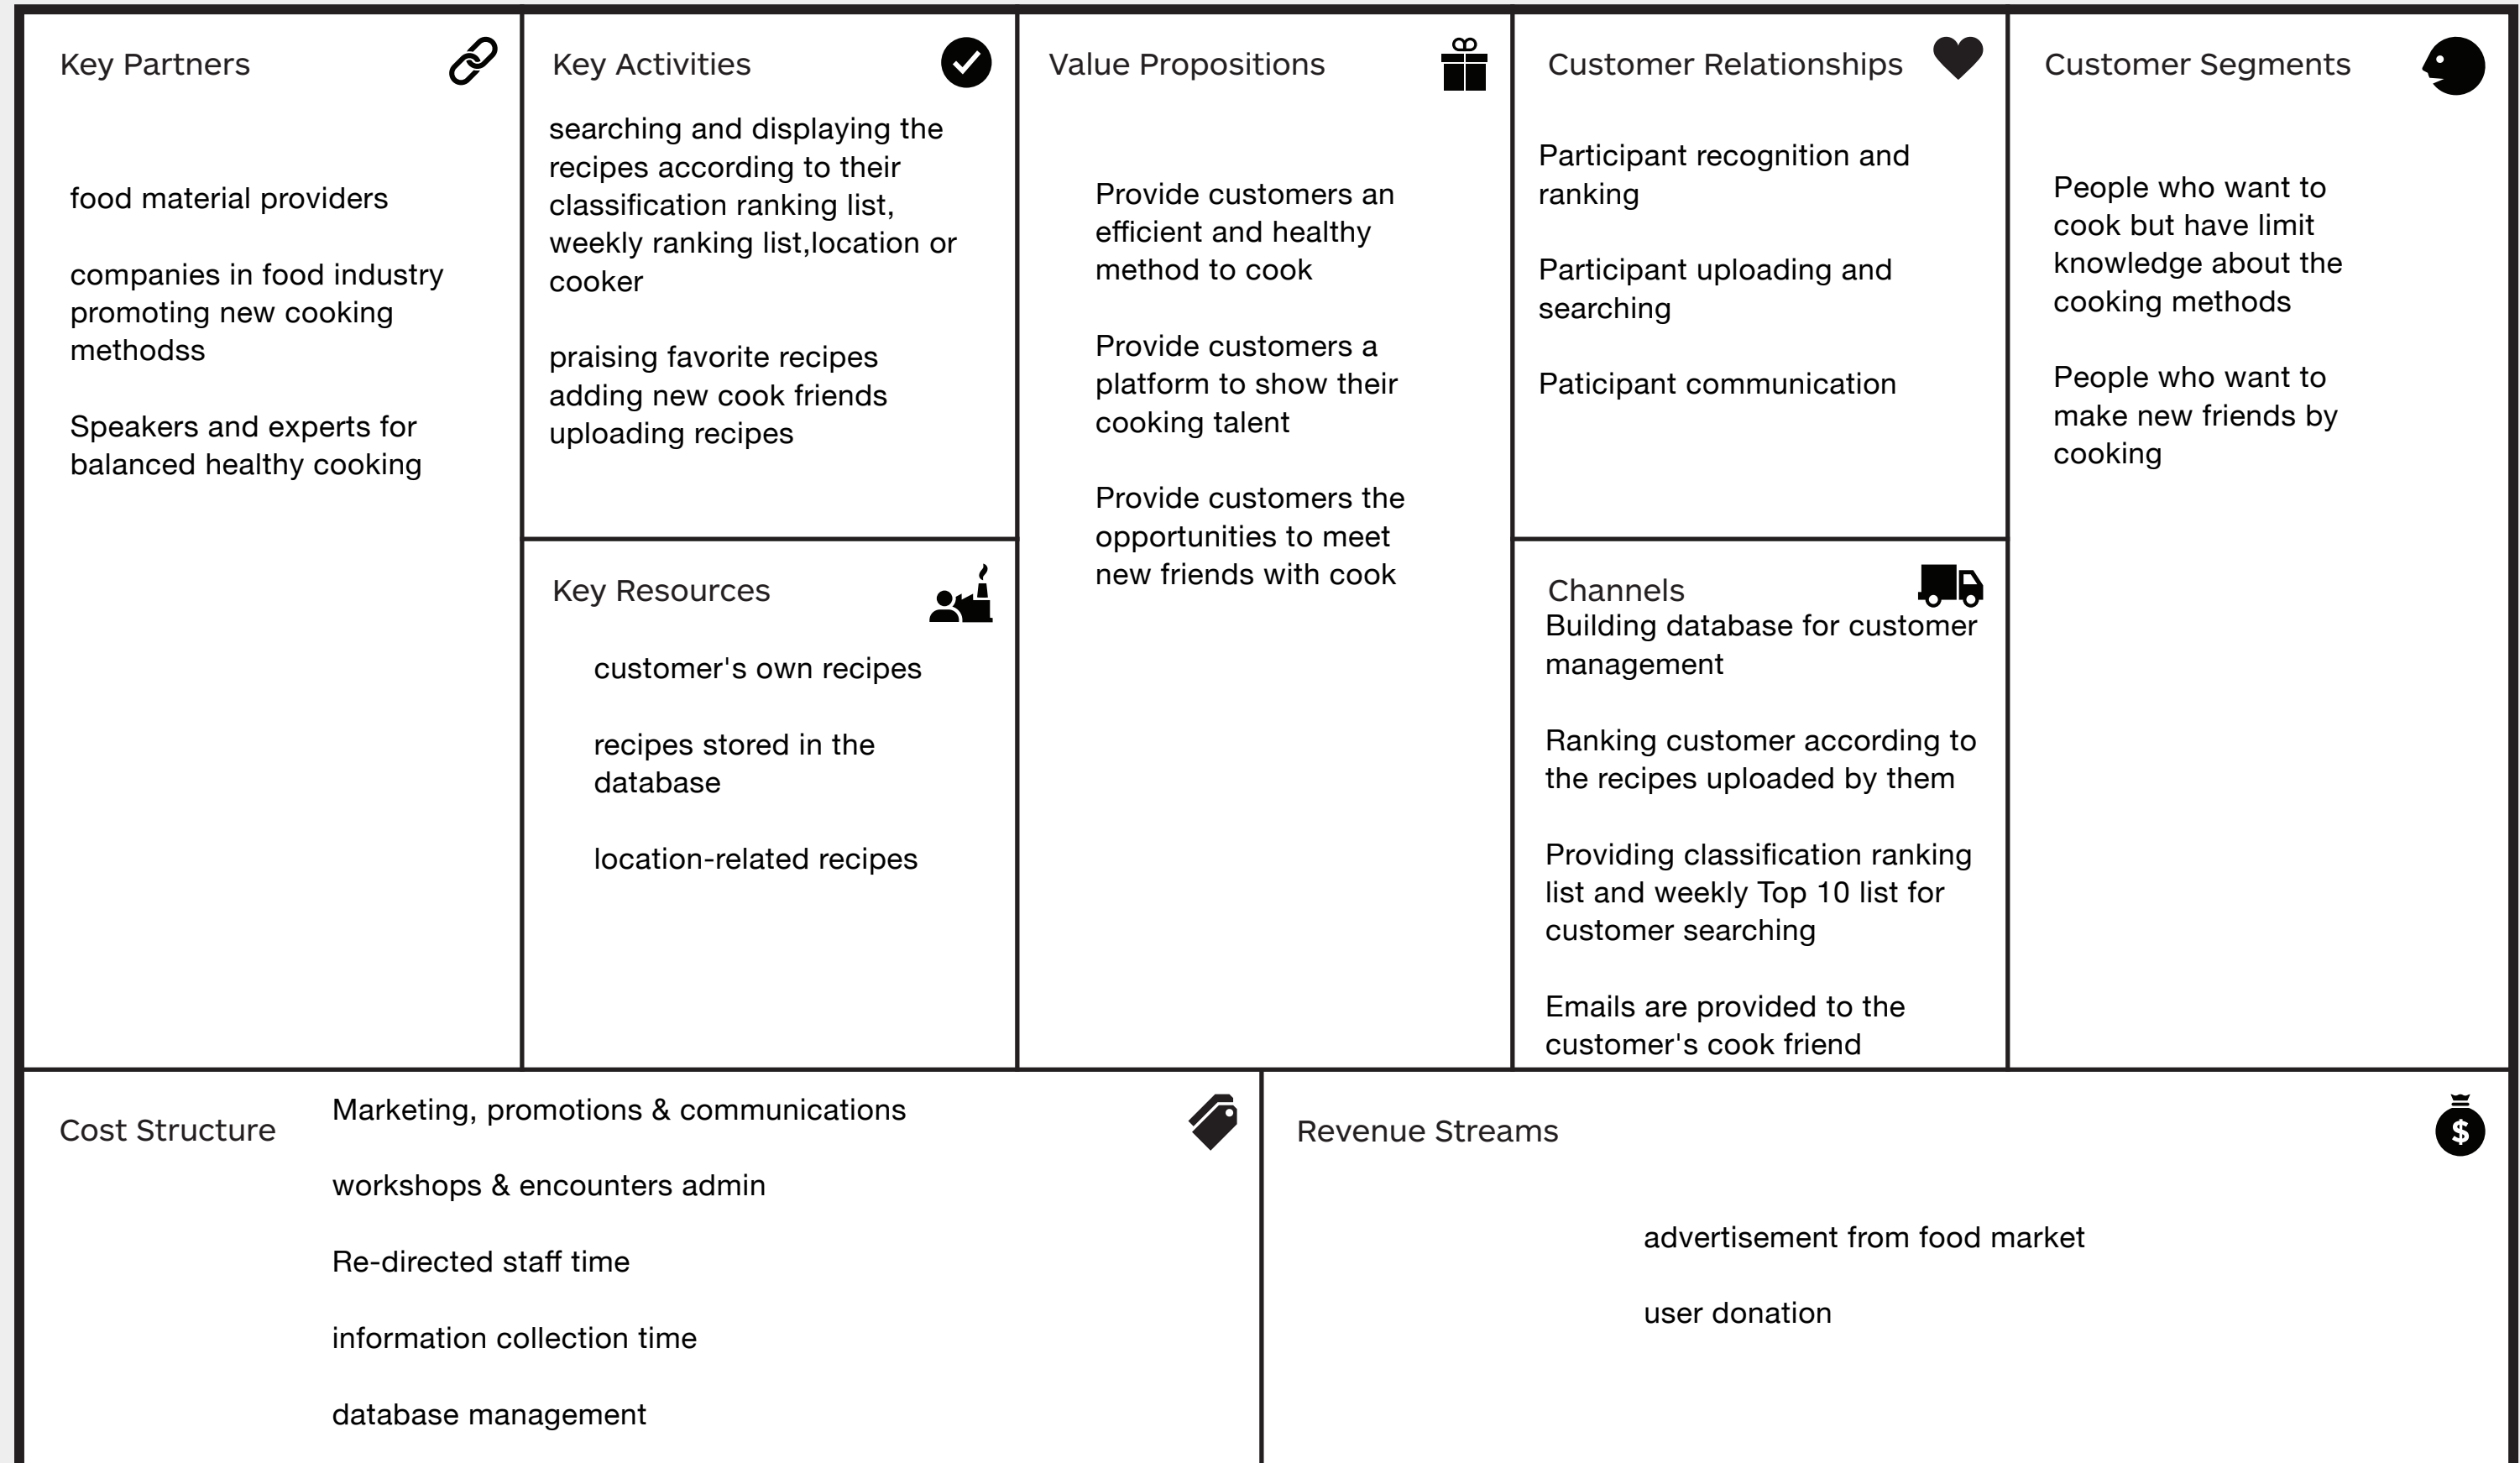 Key Partners
food material providers
companies in food industry
promoting new cooking
methodss
Speakers and experts for
balanced healthy cooking
Key Activities
searching and displaying the
recipes according to their
classification ranking list,
weekly ranking list,location or
cooker
praising favorite recipes
adding new cook friends
uploading recipes
Key Resources
customer's own recipes
recipes stored in the
database
location-related recipes
Value Propositions
Provide customers an
efficient and healthy
method to cook
Provide customers a
platform to show their
cooking talent
Provide customers the
opportunities to meet
new friends with cook
Customer Relationships
Participant recognition and
ranking
Participant uploading and
searching
Paticipant communication
Channels
Building database for customer
management
Ranking customer according to
the recipes uploaded by them
Providing classification ranking
list and weekly Top 10 list for
customer searching
Emails are provided to the
customer's cook friend
Customer Segments
People who want to
cook but have limit
knowledge about the
cooking methods
People who want to
make new friends by
cooking
Cost Structure
Marketing, promotions & communications
workshops & encounters admin
Re-directed staff time
information collection time
database management
Revenue Streams
$
advertisement from food market
user donation